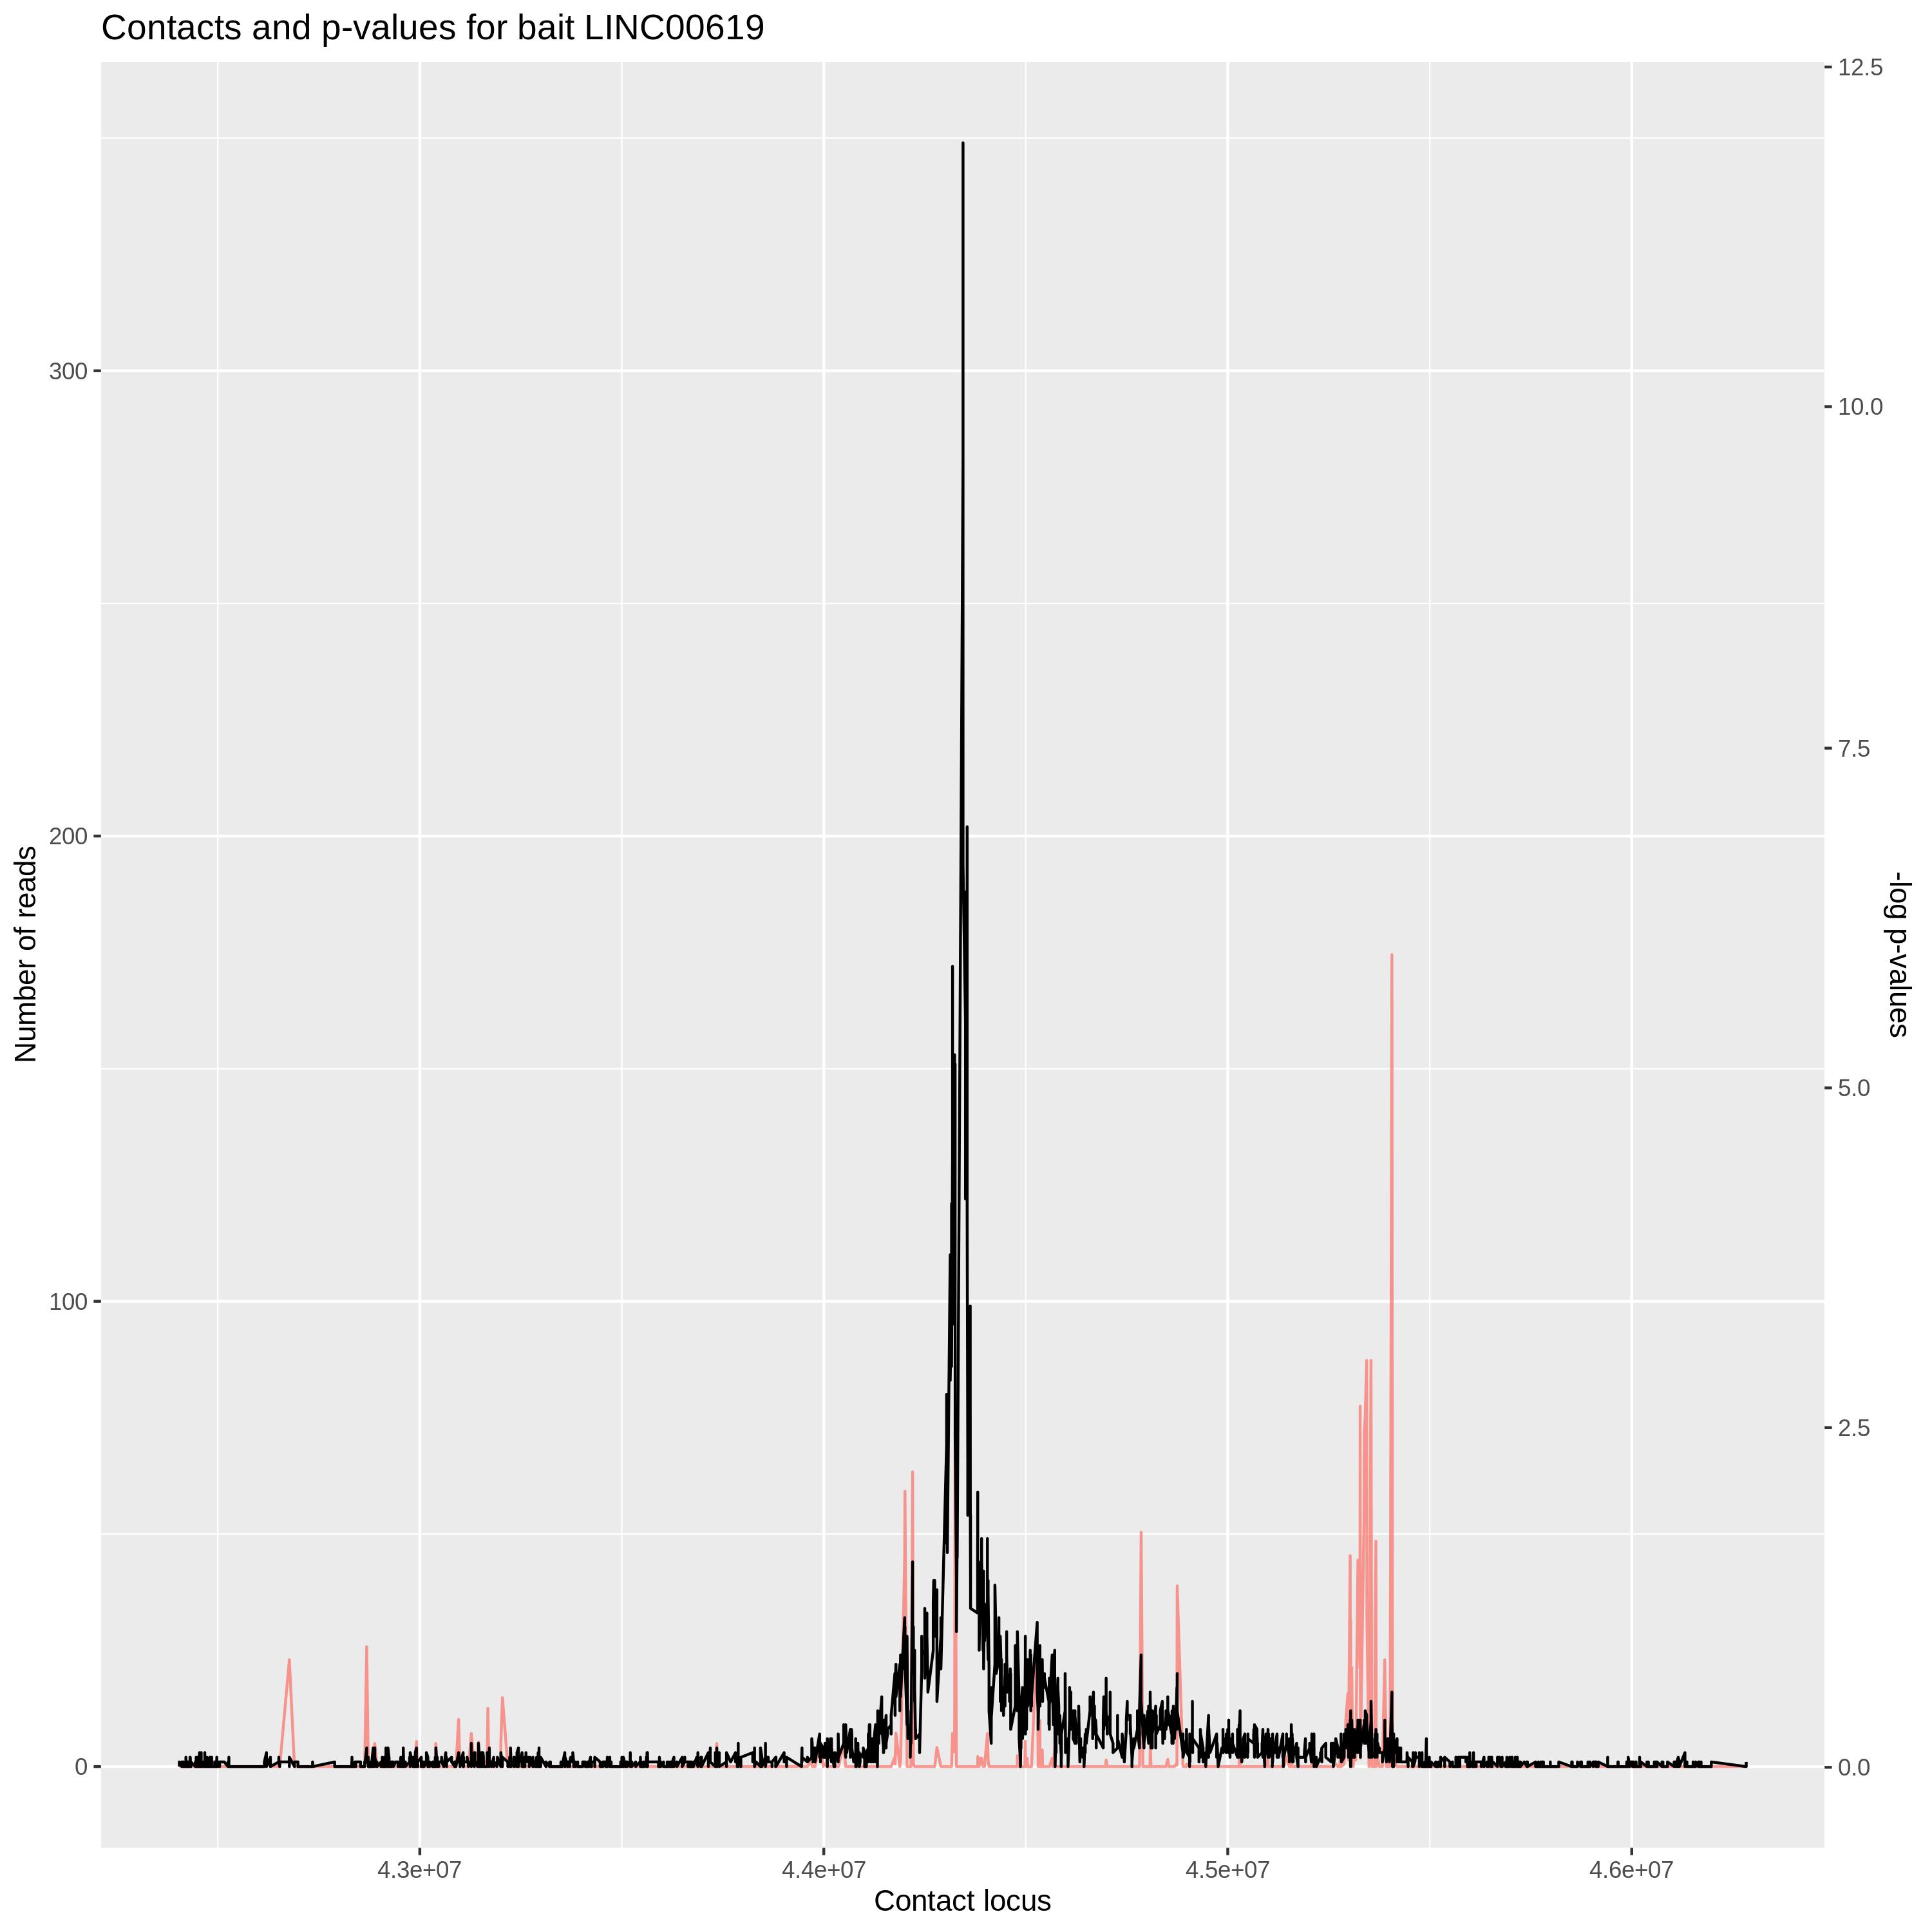 Contacts and p-values for bait LINC00619
12.5
10.0
7.5
5.0
2.5
0.0
-log p-values
300
200
100
0
Number of reads
4.3e+07 4.4e+07 4.5e+07 4.6e+07
Contact locus